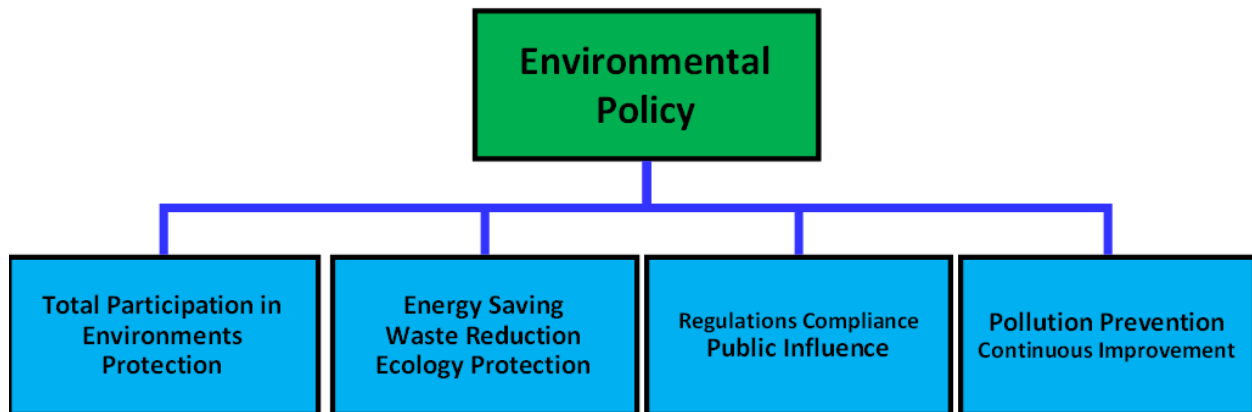 Environmental
Policy
Total Participation in
Environments
Protection
Energy Saving
Waste Reduction
Ecology Protection
Regulations Compliance
Public Influence
Pollution Prevention
Continuous Improvement